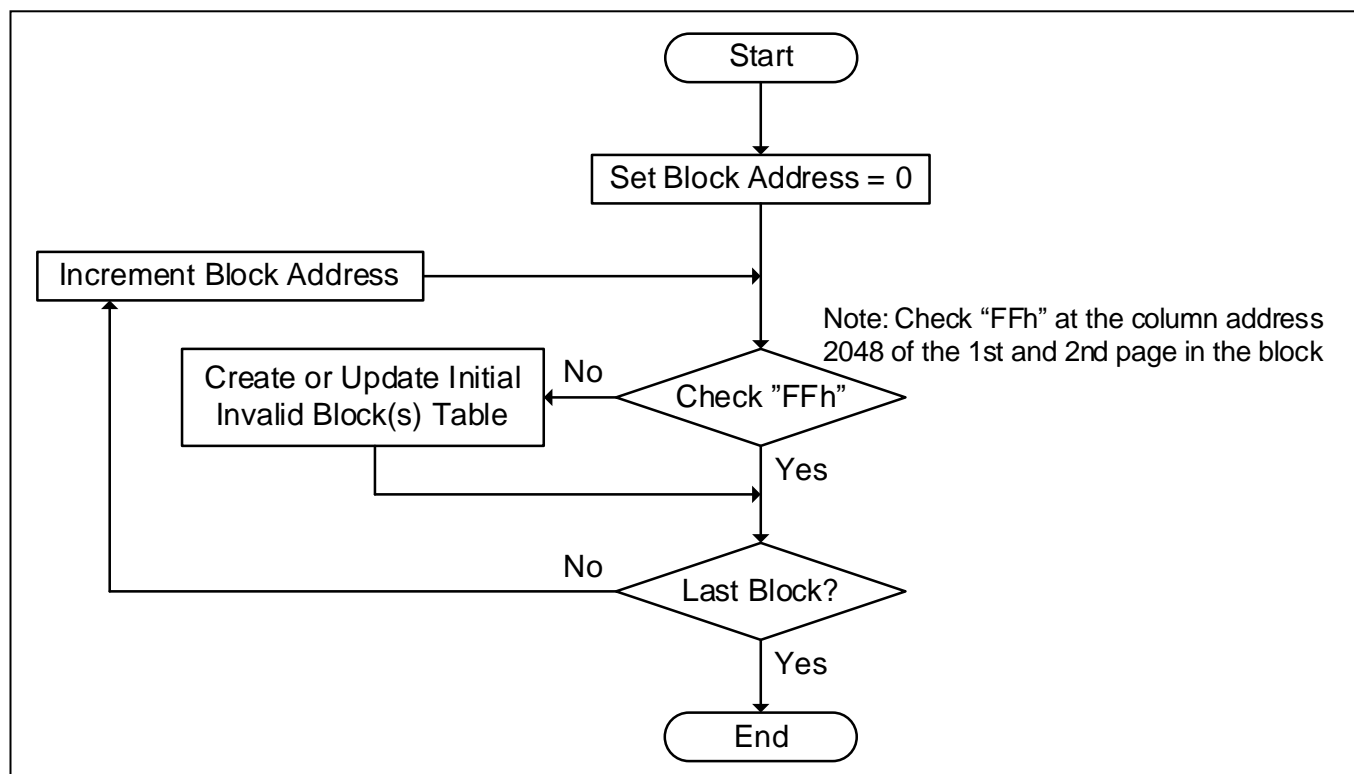 Start
Set Block Address = 0
Increment Block Address
Note: Check “FFh” at the column address
2048 of the 1st and 2nd page in the block
Create or Update Initial
Invalid Block(s) Table
No
Check ”FFh”
Yes
No
Last Block?
Yes
End